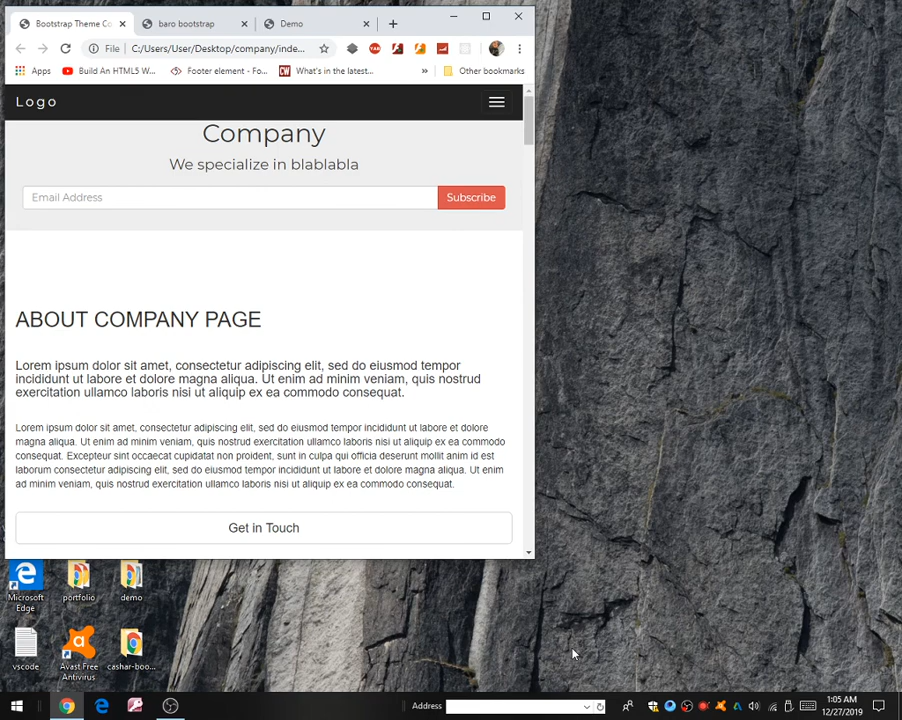 Bootstrap Theme Co
baro bootstrap
Demo
File
C:/Users/User/Desktop/company/inde...
Apps
Build An HTML5 W...
Footer element - Fo...
CW
What's in the latest...
»
Other bookmarks
Logo
Company
We specialize in blablabla
Email Address
Subscribe
ABOUT COMPANY PAGE
Lorem ipsum dolor sit amet, consectetur adipiscing elit, sed do eiusmod tempor
incididunt ut labore et dolore magna aliqua. Ut enim ad minim veniam, quis nostrud
exercitation ullamco laboris nisi ut aliquip ex ea commodo consequat.
Lorem ipsum dolor sit amet, consectetur adipiscing elit, sed do eiusmod tempor incididunt ut labore et dolore
magna aliqua. Ut enim ad minim veniam, quis nostrud exercitation ullamco laboris nisi ut aliquip ex ea commodo
consequat. Excepteur sint occaecat cupidatat non proident, sunt in culpa qui officia deserunt mollit anim id est
laborum consectetur adipiscing elit, sed do eiusmod tempor incididunt ut labore et dolore magna aliqua. Ut enim
ad minim veniam, quis nostrud exercitation ullamco laboris nisi ut aliquip ex ea commodo consequat.
Get in Touch
Microsoft
Edge
portfolio
demo
vscode
Avast Free
Antivirus
cashar-boo...
Address
1:05 AM
12/27/2019